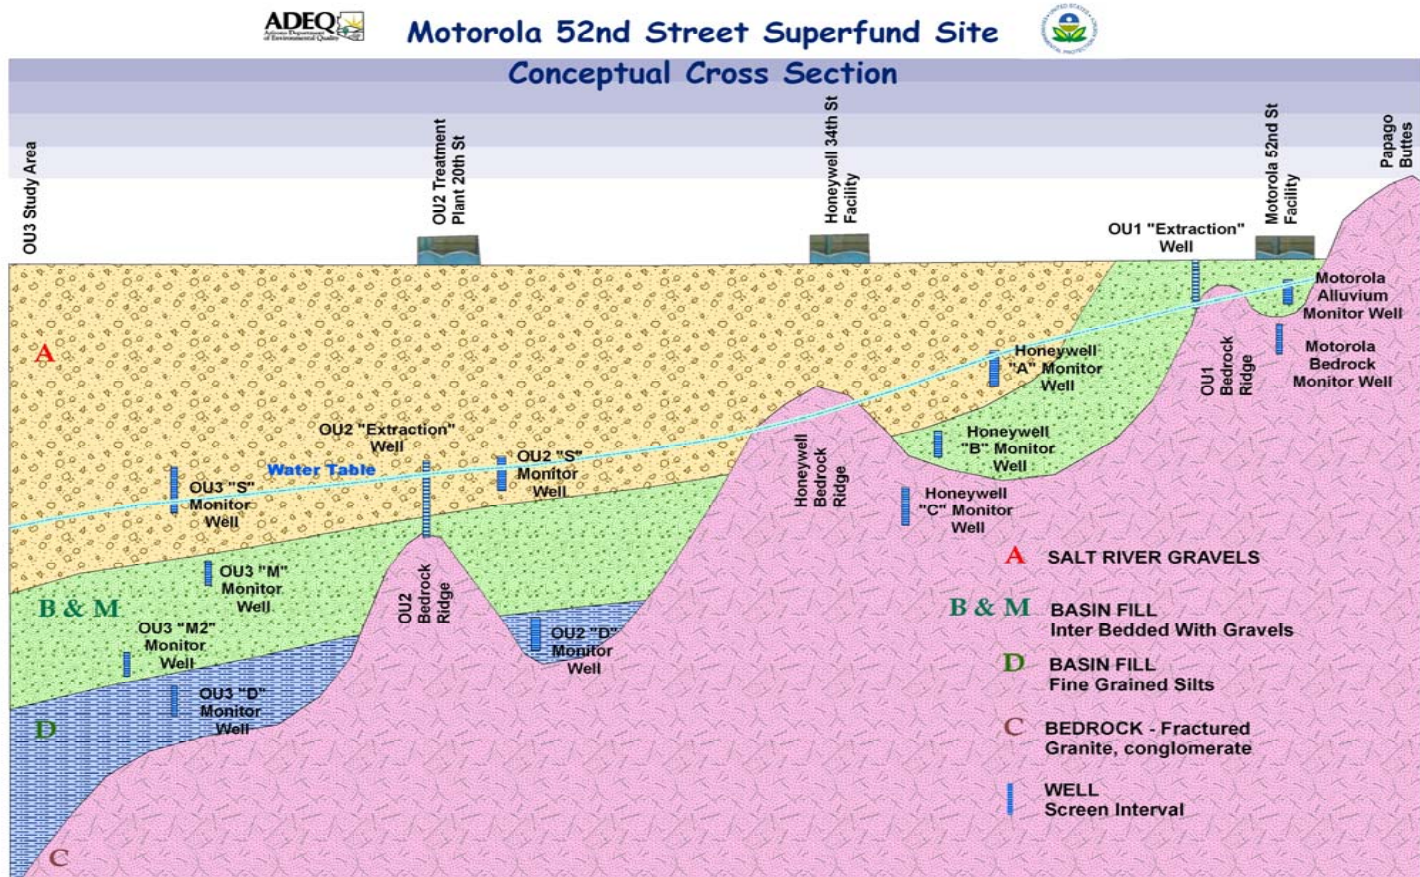 ADEQ
Arizona Department
of Environmental Quality
Motorola 52nd Street Superfund Site
Conceptual Cross Section
OU3 Study Area
OU2 Treatment
Plant 20th St
Honeywell 34th St
Facility
Motorola 52nd St
Facility
Papago
Buttes
OU1 "Extraction"
Well
Motorola
Alluvium
Monitor Well
Motorola
Bedrock
Monitor Well
OU1
Bedrock
Ridge
A
Honeywell
"A" Monitor
Well
OU2 "Extraction"
Well
Water Table
OU2 "S"
Monitor
Well
Honeywell
"B" Monitor
Well
OU3 "S"
Monitor
Well
Honeywell
Bedrock
Ridge
Honeywell
"C" Monitor
Well
OU3 "M"
Monitor
Well
OU2
Bedrock
Ridge
B & M
OU3 "M2"
Monitor
Well
OU2 "D"
Monitor
Well
OU3 "D"
Monitor
Well
D
C
A SALT RIVER GRAVELS
B & M BASIN FILL
Inter Bedded With Gravels
D BASIN FILL
Fine Grained Silts
C BEDROCK - Fractured
Granite, conglomerate
WELL
Screen Interval